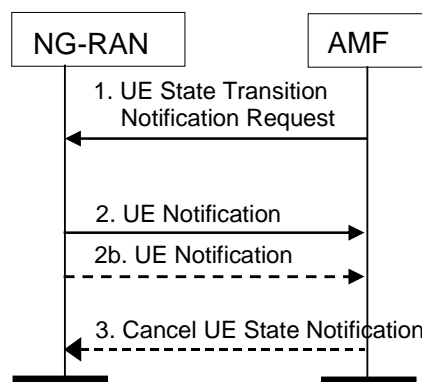 NG-RAN
AMF
1. UE State Transition
Notification Request
2. UE Notification
2b. UE Notification
3. Cancel UE State Notification